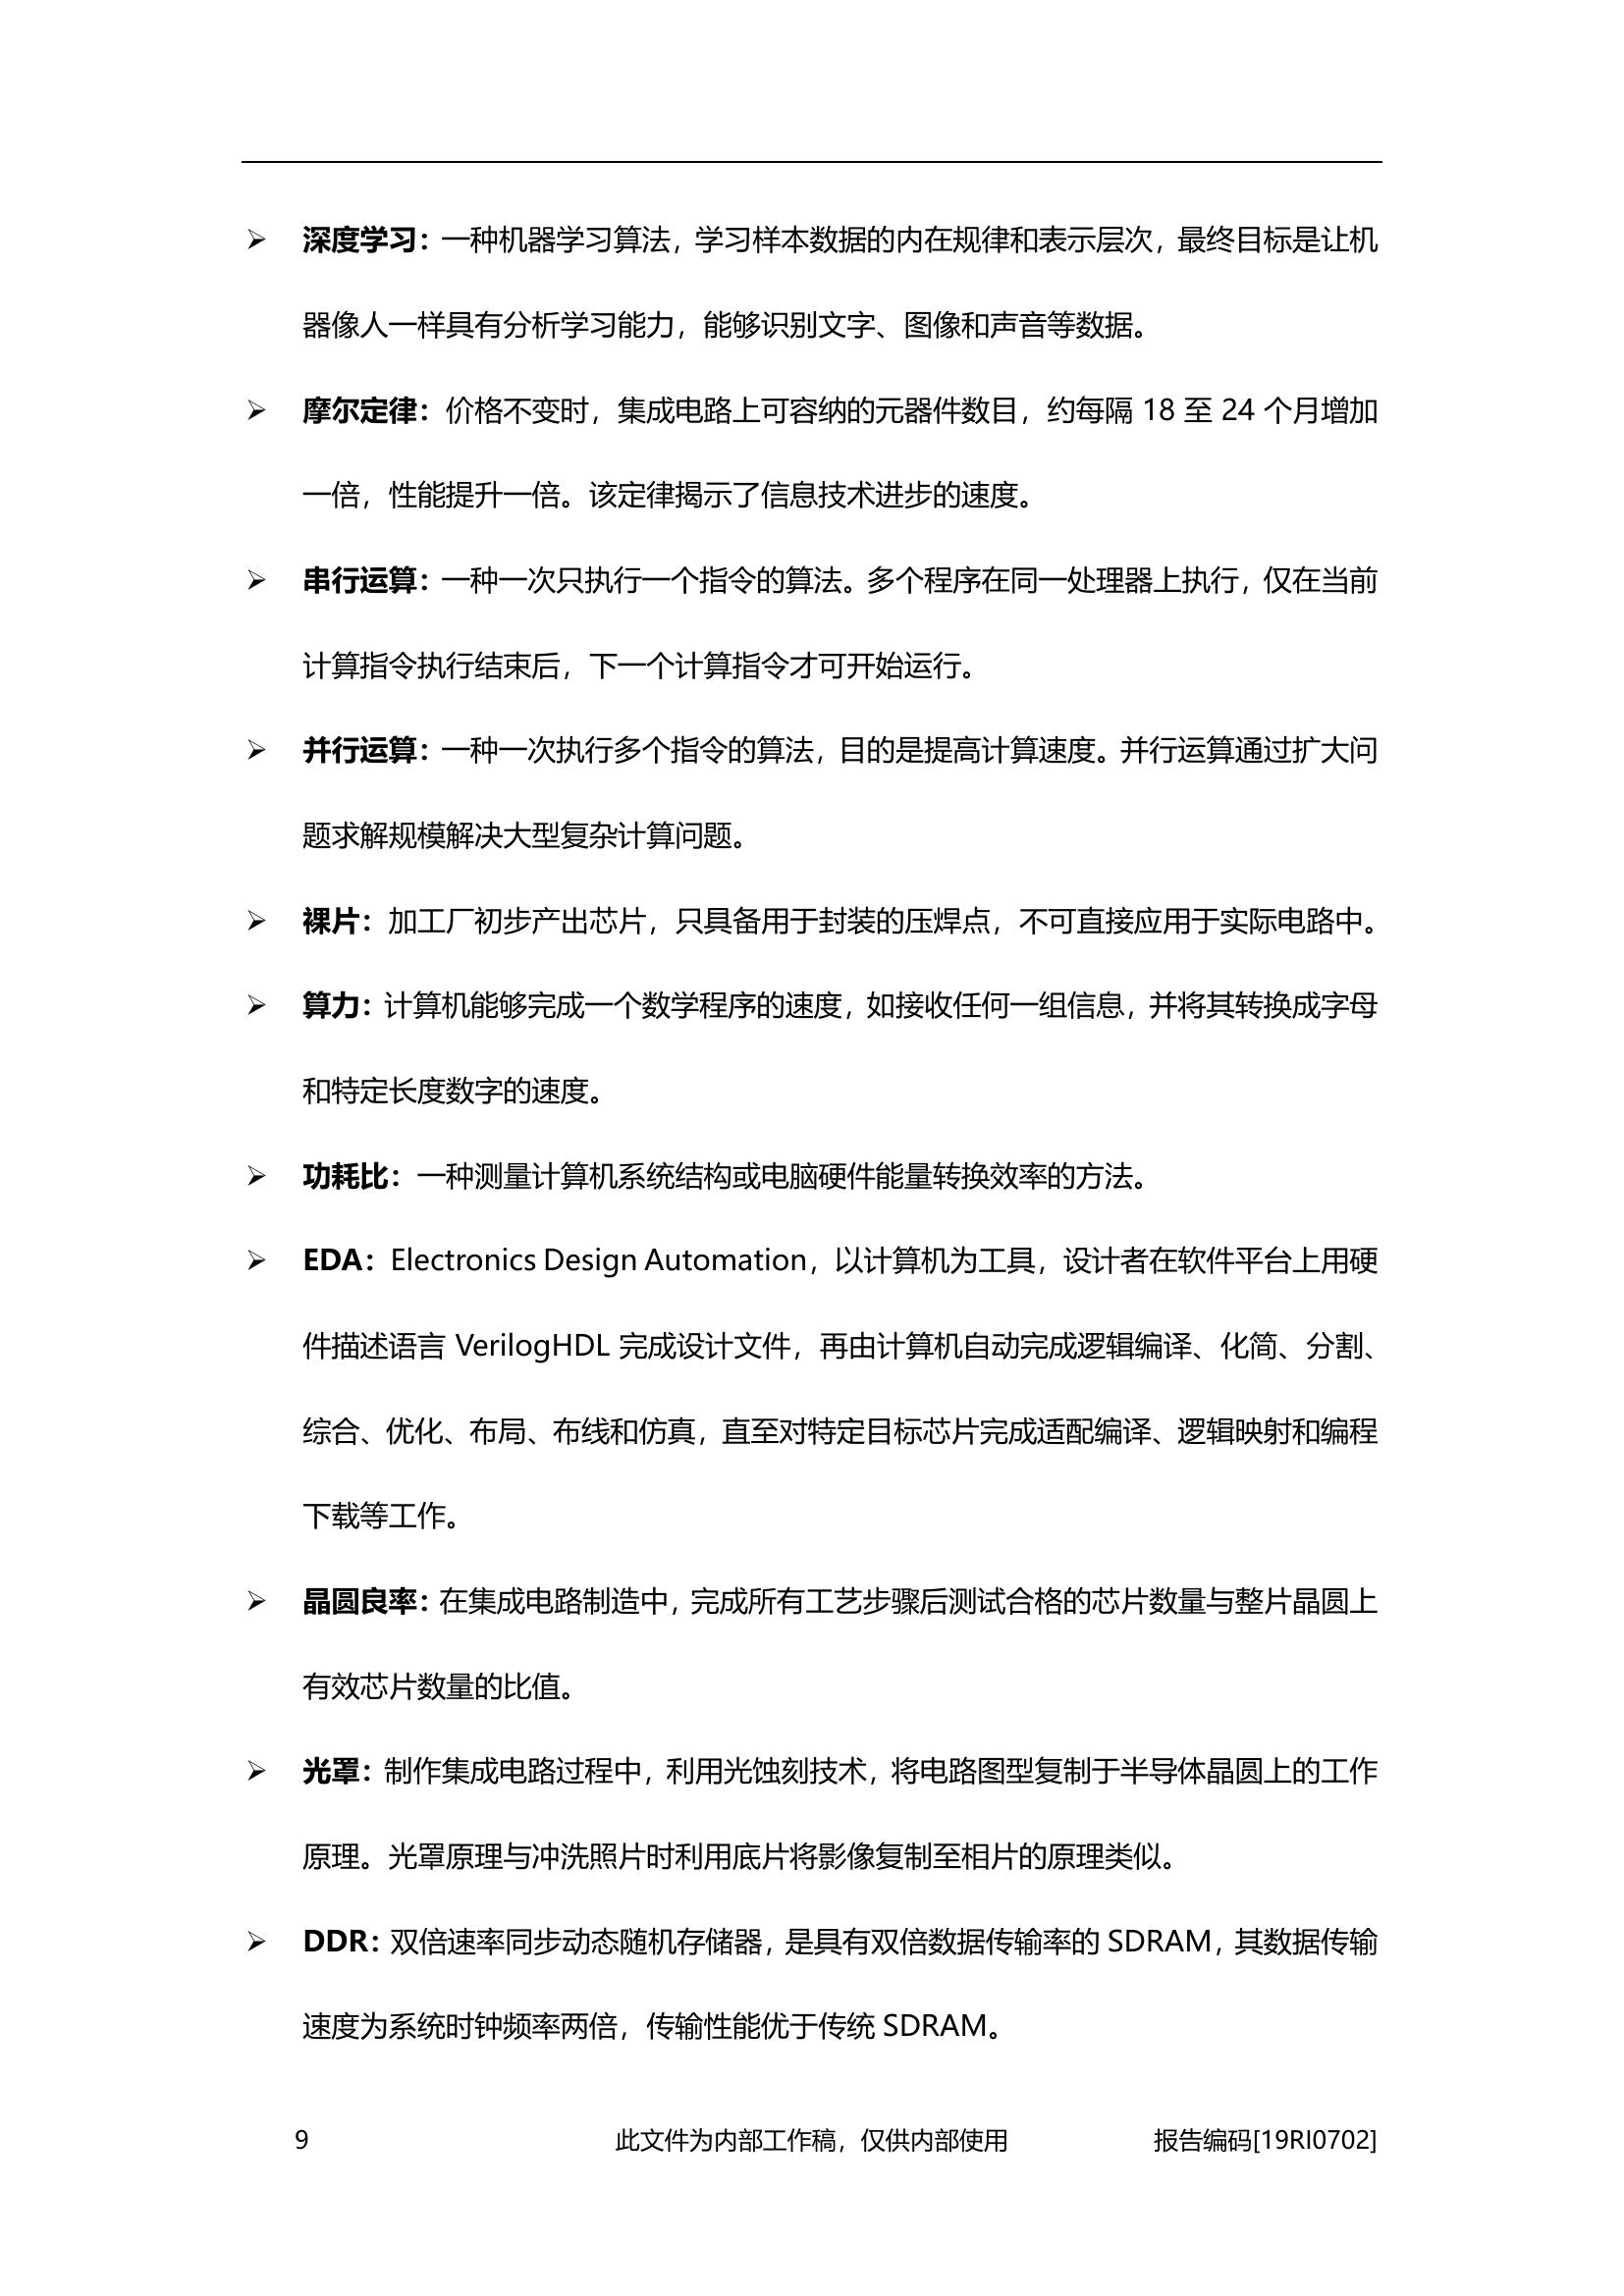 ➢ 深度学习：一种机器学习算法，学习样本数据的内在规律和表示层次，最终目标是让机
器像人一样具有分析学习能力，能够识别文字、图像和声音等数据。
➢ 摩尔定律：价格不变时，集成电路上可容纳的元器件数目，约每隔 18 至 24 个月增加
一倍，性能提升一倍。该定律揭示了信息技术进步的速度。
➢ 串行运算：一种一次只执行一个指令的算法。多个程序在同一处理器上执行，仅在当前
计算指令执行结束后，下一个计算指令才可开始运行。
➢ 并行运算：一种一次执行多个指令的算法，目的是提高计算速度。并行运算通过扩大问
题求解规模解决大型复杂计算问题。
➢ 裸片：加工厂初步产出芯片，只具备用于封装的压焊点，不可直接应用于实际电路中。
➢ 算力：计算机能够完成一个数学程序的速度，如接收任何一组信息，并将其转换成字母
和特定长度数字的速度。
➢ 功耗比：一种测量计算机系统结构或电脑硬件能量转换效率的方法。
➢ EDA：Electronics Design Automation，以计算机为工具，设计者在软件平台上用硬
件描述语言 VerilogHDL 完成设计文件，再由计算机自动完成逻辑编译、化简、分割、
综合、优化、布局、布线和仿真，直至对特定目标芯片完成适配编译、逻辑映射和编程
下载等工作。
➢ 晶圆良率：在集成电路制造中，完成所有工艺步骤后测试合格的芯片数量与整片晶圆上
有效芯片数量的比值。
➢ 光罩：制作集成电路过程中，利用光蚀刻技术，将电路图型复制于半导体晶圆上的工作
原理。光罩原理与冲洗照片时利用底片将影像复制至相片的原理类似。
➢ DDR：双倍速率同步动态随机存储器，是具有双倍数据传输率的 SDRAM，其数据传输
速度为系统时钟频率两倍，传输性能优于传统 SDRAM。
9 此文件为内部工作稿，仅供内部使用 报告编码[19RI0702]